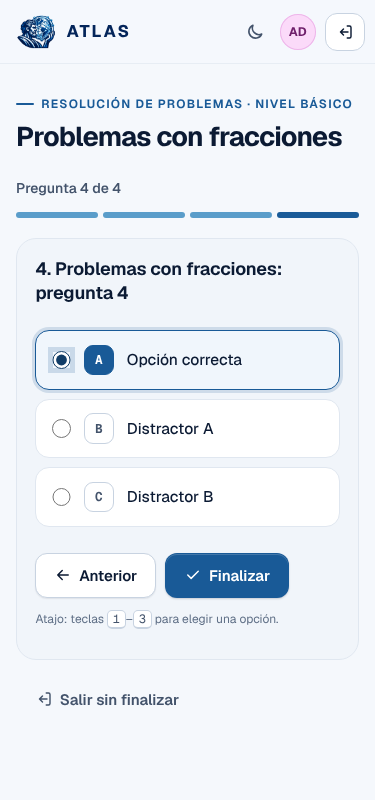 ATLAS
AD
RESOLUCIÓN DE PROBLEMAS · NIVEL BÁSICO
Problemas con fracciones
Pregunta 4 de 4
4. Problemas con fracciones:
pregunta 4
A Opción correcta
B Distractor A
C Distractor B
Anterior
Finalizar
Atajo: teclas 1–3 para elegir una opción.
Salir sin finalizar